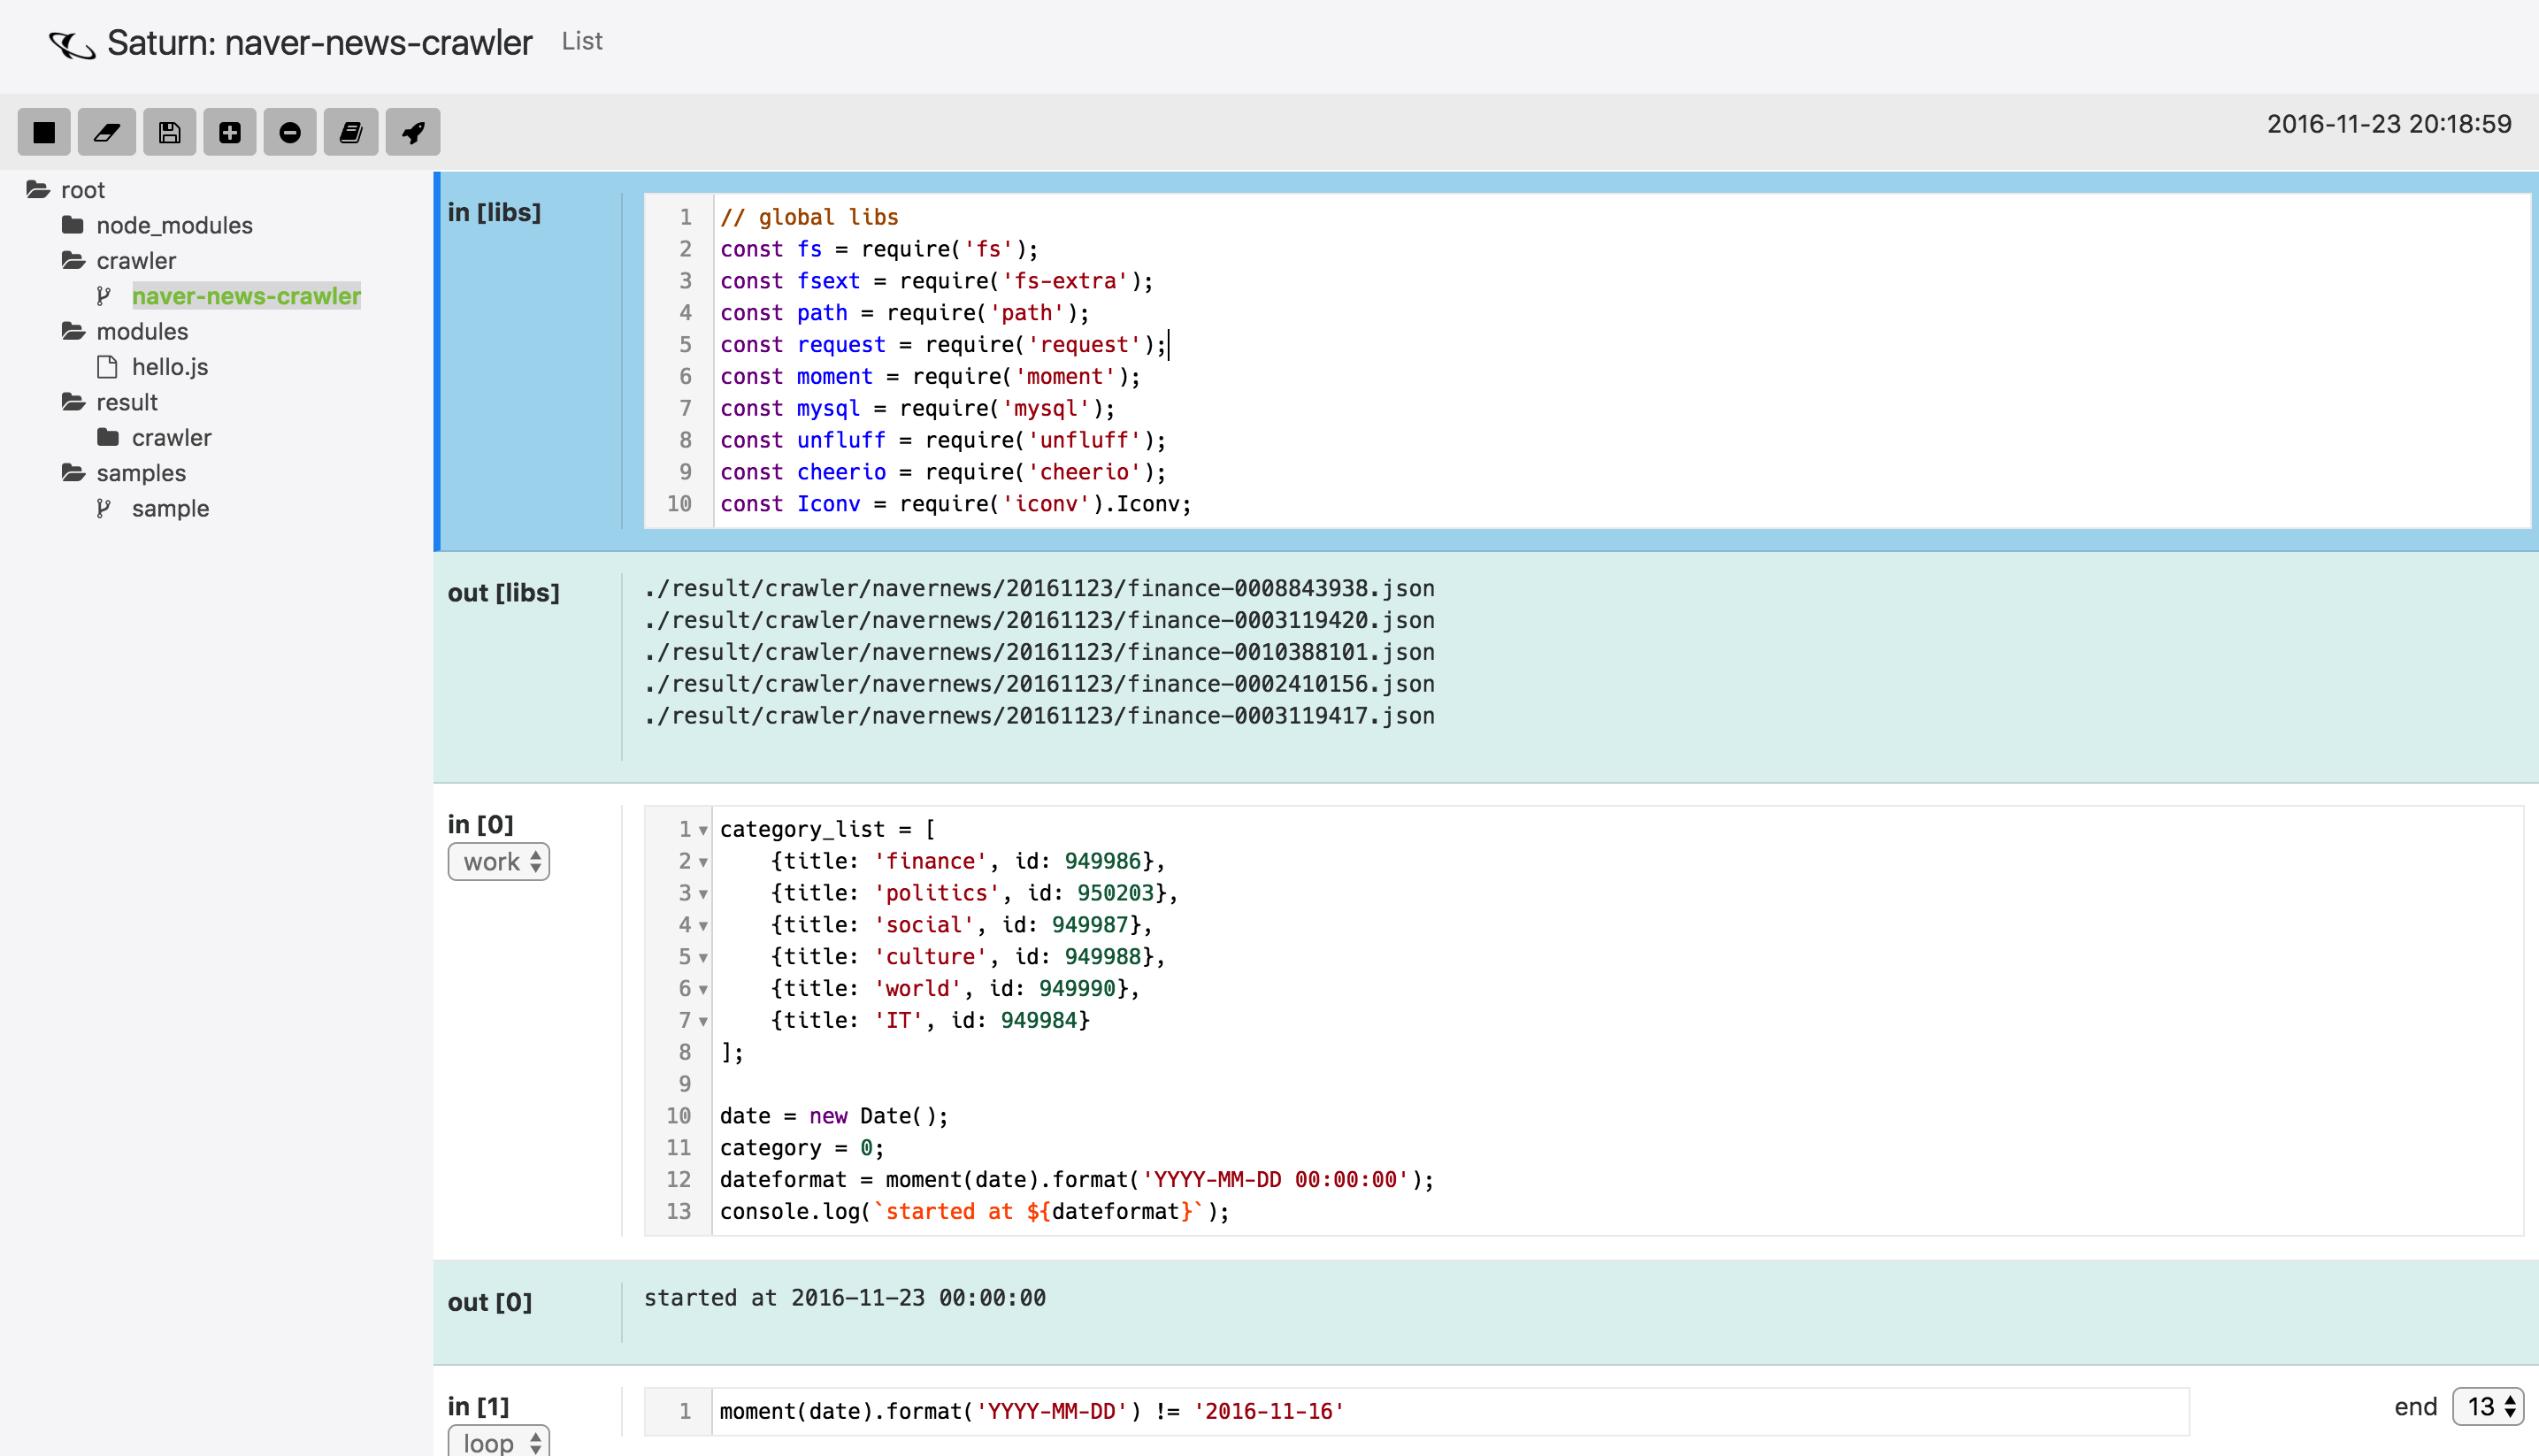 Saturn: naver-news-crawler List
2016-11-23 20:18:59
root
node_modules
crawler
naver-news-crawler
modules
hello.js
result
crawler
samples
sample
in [libs]
1 // global libs
2 const fs = require('fs');
3 const fsext = require('fs-extra');
4 const path = require('path');
5 const request = require('request');
6 const moment = require('moment');
7 const mysql = require('mysql');
8 const unfluff = require('unfluff');
9 const cheerio = require('cheerio');
10 const Iconv = require('iconv').Iconv;
out [libs]
./result/crawler/navernews/20161123/finance-0008843938.json
./result/crawler/navernews/20161123/finance-0003119420.json
./result/crawler/navernews/20161123/finance-0010388101.json
./result/crawler/navernews/20161123/finance-0002410156.json
./result/crawler/navernews/20161123/finance-0003119417.json
in [0]
work
1 category_list = [
2 {title: 'finance', id: 949986},
3 {title: 'politics', id: 950203},
4 {title: 'social', id: 949987},
5 {title: 'culture', id: 949988},
6 {title: 'world', id: 949990},
7 {title: 'IT', id: 949984}
8 ];
9
10 date = new Date();
11 category = 0;
12 dateformat = moment(date).format('YYYY-MM-DD 00:00:00');
13 console.log(`started at ${dateformat}`);
out [0]
started at 2016-11-23 00:00:00
in [1]
loop
1 moment(date).format('YYYY-MM-DD') != '2016-11-16'
end 13